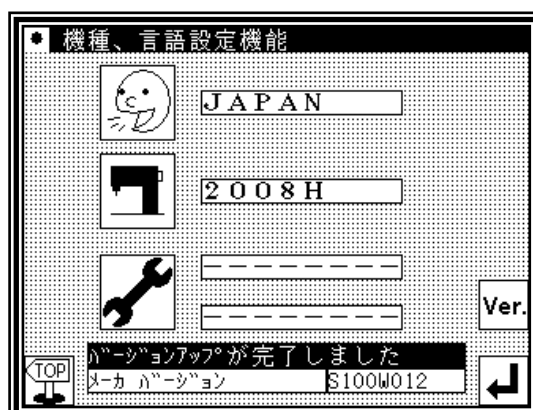 機種、言語設定機能
JAPAN
2008H
--------
--------
Ver.
バージョンアップが完了しました
メーカ バージョン S100W012
TOP